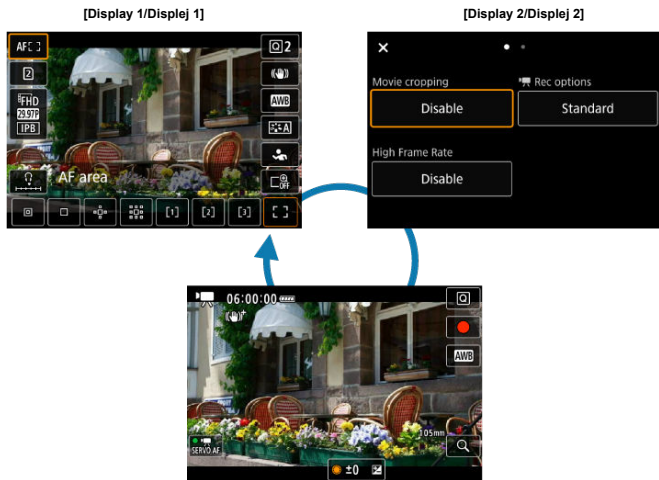 [Display 1/Displej 1]
[Display 2/Displej 2]
AF
Q 2
2
FHD
29.97P
IPB
AWB
A
OFF
AF area
[1]
[2]
[3]
Movie cropping
Rec options
Disable
Standard
High Frame Rate
Disable
06:00:00
Q
AWB
105mm
SERVO AF
±0